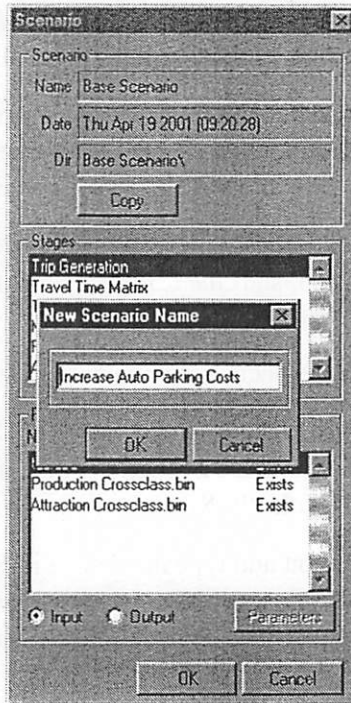 Scenario
Scenario
Name Base Scenario
Date Thu Apr 19 2001 (09:20:28)
Dir Base Scenario\
Copy
Stages
Trip Generation
Travel Time Matrix
New Scenario Name
Increase Auto Parking Costs
OK Cancel
Production Crossclass.bin Exists
Attraction Crossclass.bin Exists
Input Output Parameters
OK Cancel